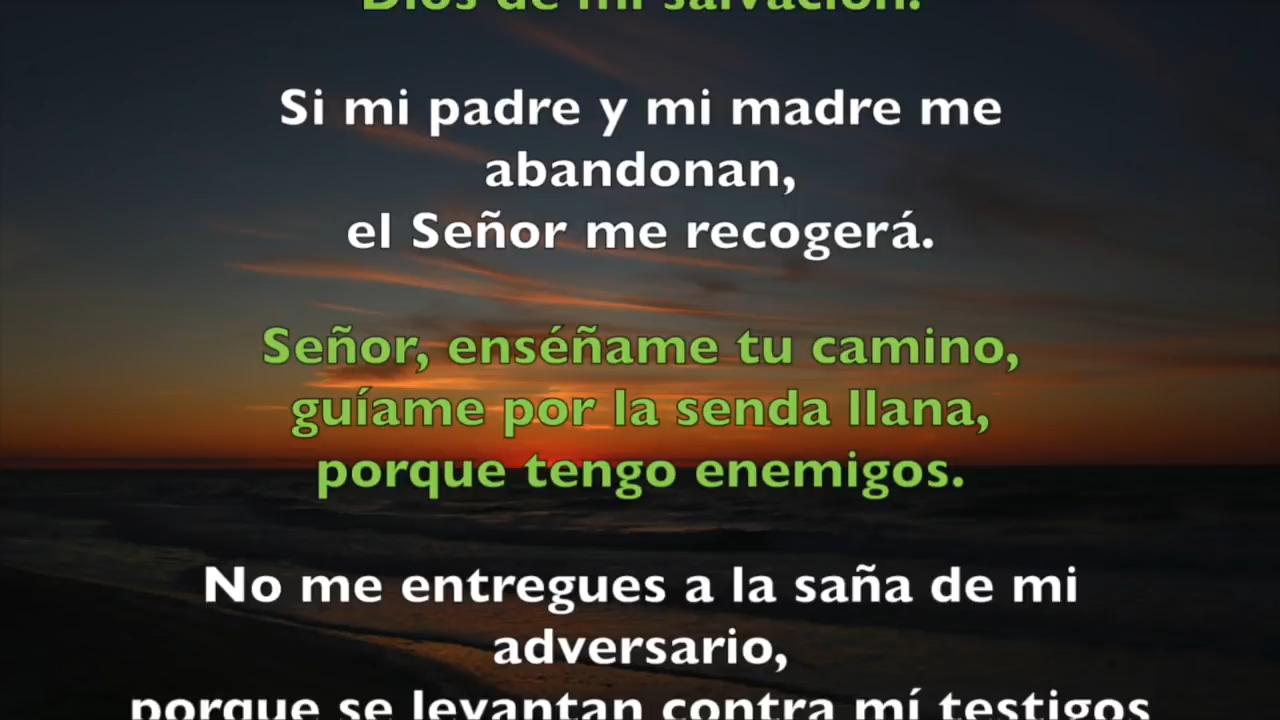 Dios de mi salvación.
Si mi padre y mi madre me
abandonan,
el Señor me recogerá.
Señor, enséñame tu camino,
guíame por la senda llana,
porque tengo enemigos.
No me entregues a la saña de mi
adversario,
porque se levantan contra mí testigos